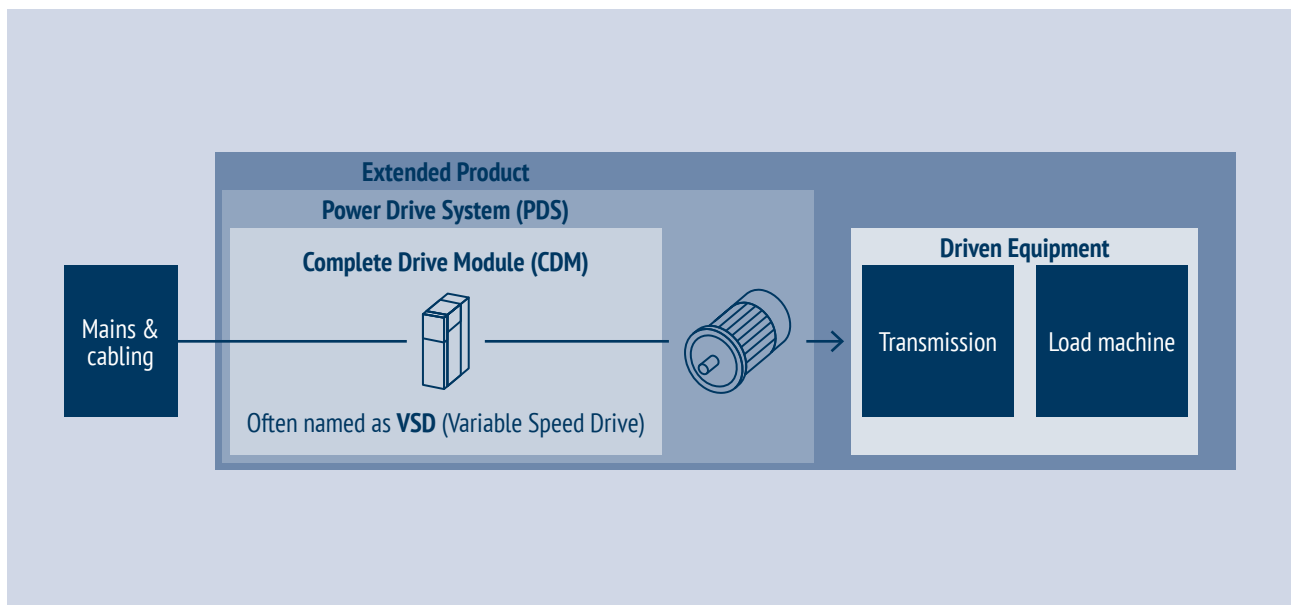 Extended Product
Power Drive System (PDS)
Complete Drive Module (CDM)
Driven Equipment
Mains &
cabling
Transmission
Load machine
Often named as VSD (Variable Speed Drive)